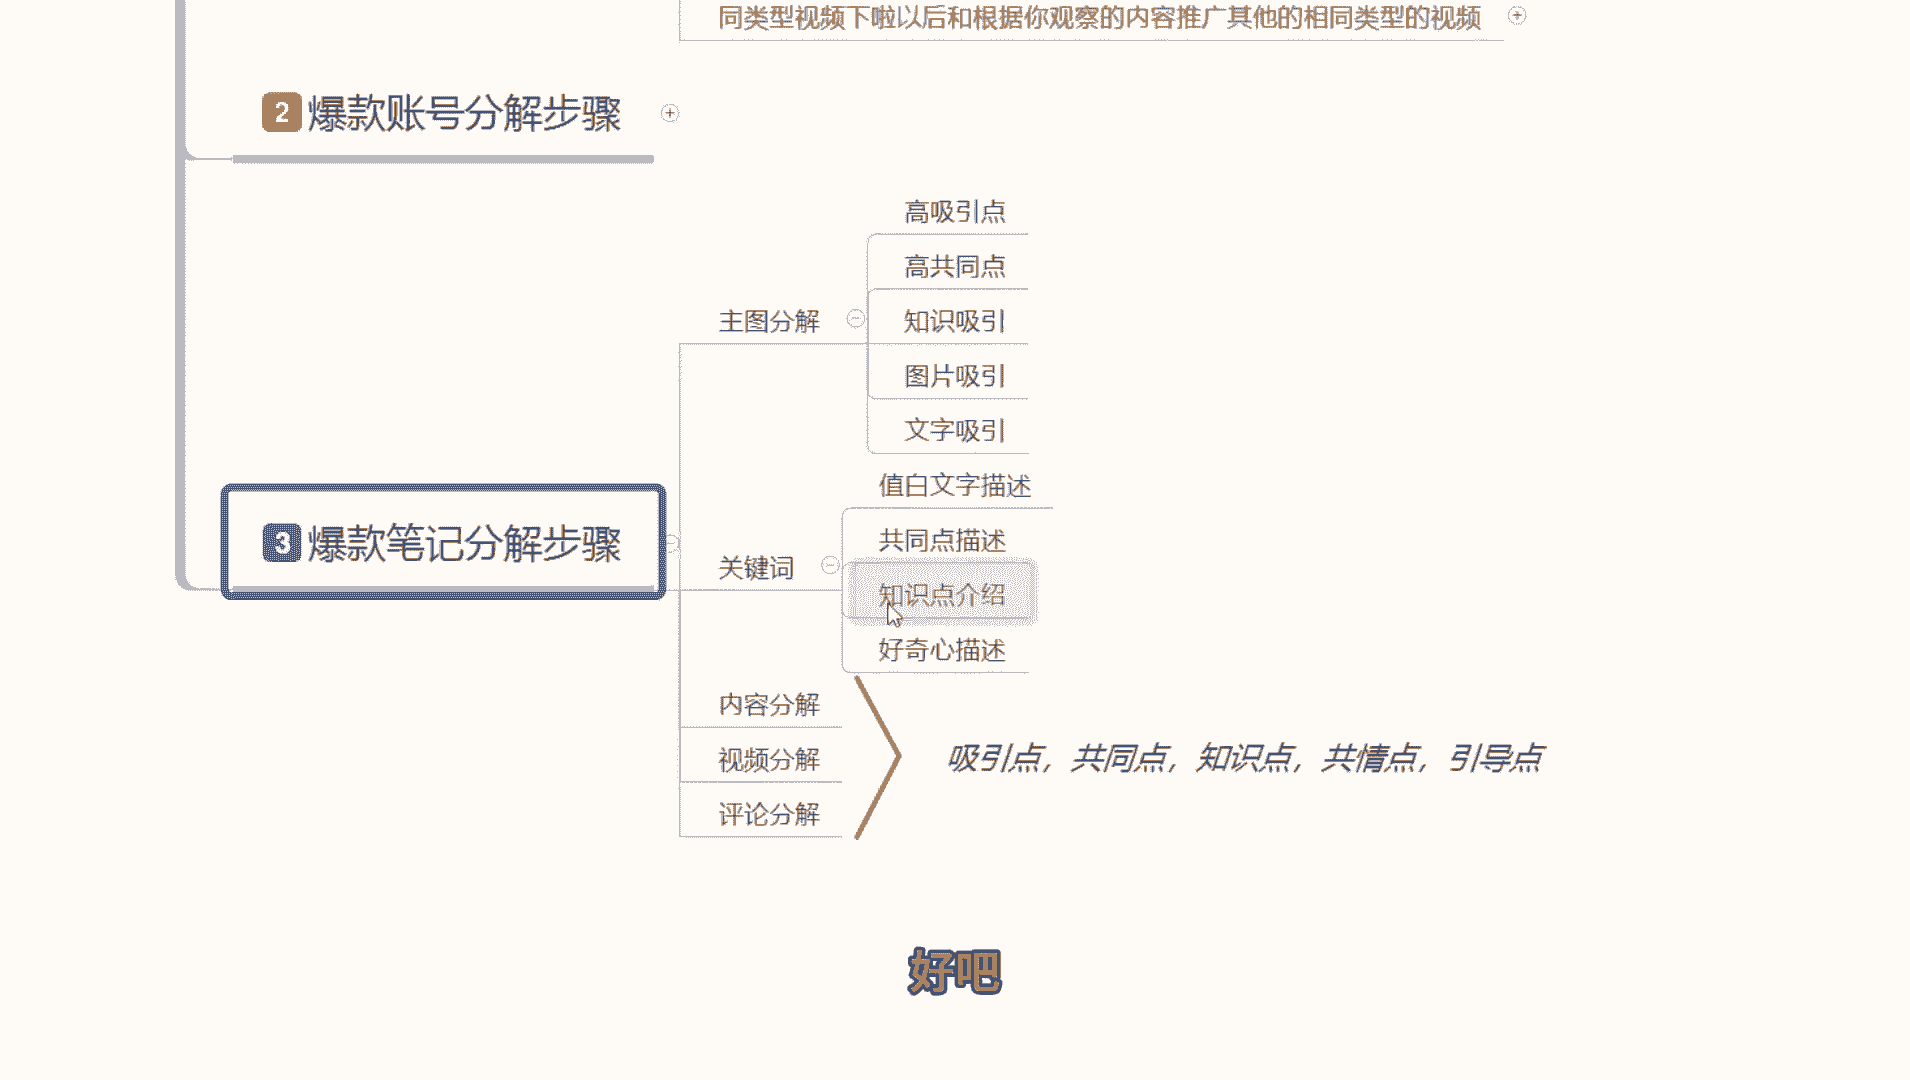 同类型视频下啦以后和根据你观察的内容推广其他的相同类型的视频
2 爆款账号分解步骤
3 爆款笔记分解步骤
主图分解
高吸引点
高共同点
知识吸引
图片吸引
文字吸引
关键词
值白文字描述
共同点描述
知识点介绍
好奇心描述
内容分解
视频分解
评论分解
吸引点，共同点，知识点，共情点，引导点
好吧